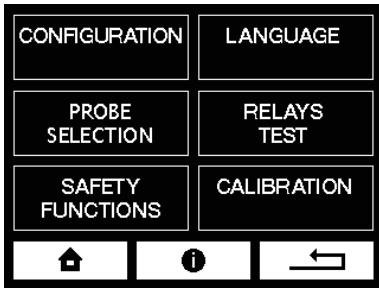 CONFIGURATION
LANGUAGE
PROBE
SELECTION
RELAYS
TEST
SAFETY
FUNCTIONS
CALIBRATION